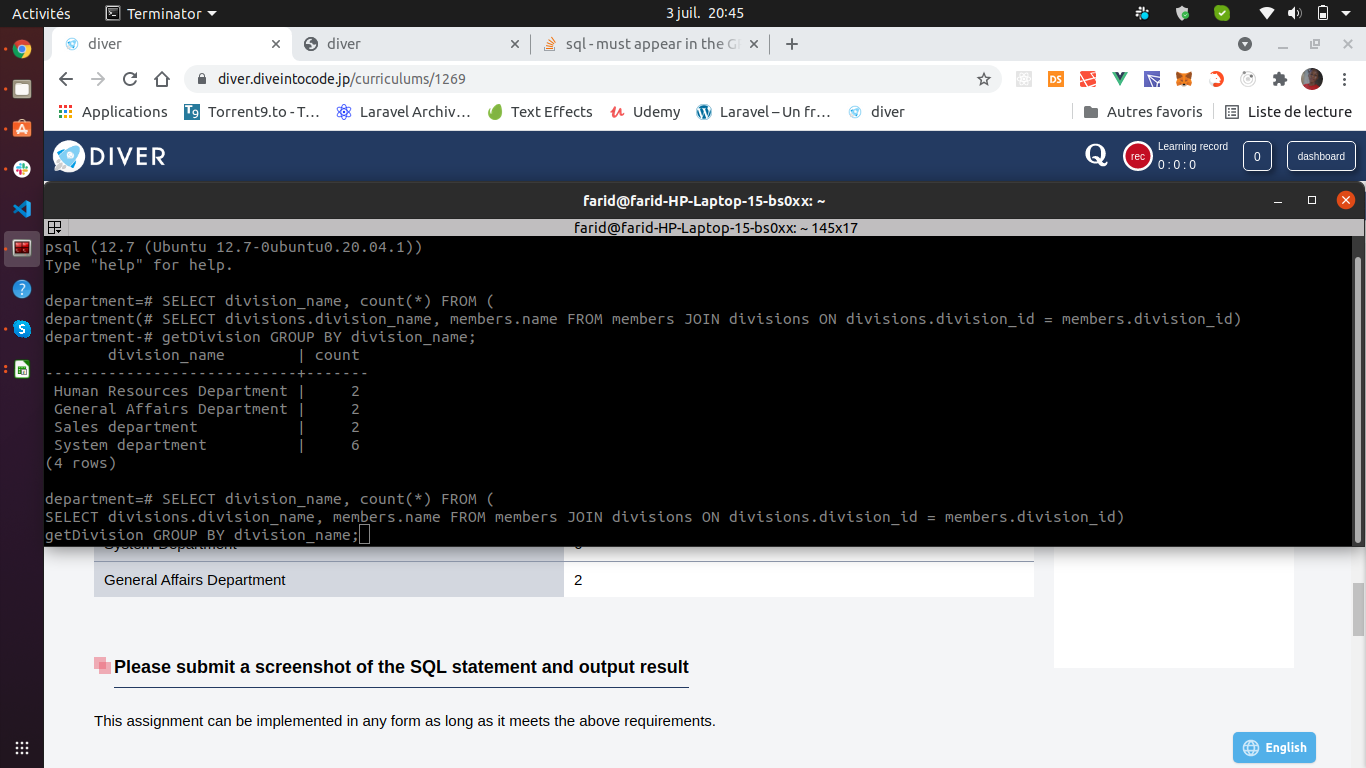 Activités
Terminator
3 juil. 20:45
diver
diver
sql - must appear in the G
diver.diveintocode.jp/curriculums/1269
DS
Applications
Tg Torrent9.to - T…
Laravel Archiv…
Text Effects
Udemy
Laravel – Un fr…
diver
Autres favoris
Liste de lecture
DIVER
Q
rec
Learning record
0 : 0 : 0
0
dashboard
farid@farid-HP-Laptop-15-bs0xx: ~
farid@farid-HP-Laptop-15-bs0xx: ~ 145x17
psql (12.7 (Ubuntu 12.7-0ubuntu0.20.04.1))
Type "help" for help.
department=# SELECT division_name, count(*) FROM (
department(# SELECT divisions.division_name, members.name FROM members JOIN divisions ON divisions.division_id = members.division_id)
department-# getDivision GROUP BY division_name;
division_name | count
---------------------------+-------
Human Resources Department | 2
General Affairs Department | 2
Sales department | 2
System department | 6
(4 rows)
department=# SELECT division_name, count(*) FROM (
SELECT divisions.division_name, members.name FROM members JOIN divisions ON divisions.division_id = members.division_id)
getDivision GROUP BY division_name;
System Department
General Affairs Department 2
Please submit a screenshot of the SQL statement and output result
This assignment can be implemented in any form as long as it meets the above requirements.
English